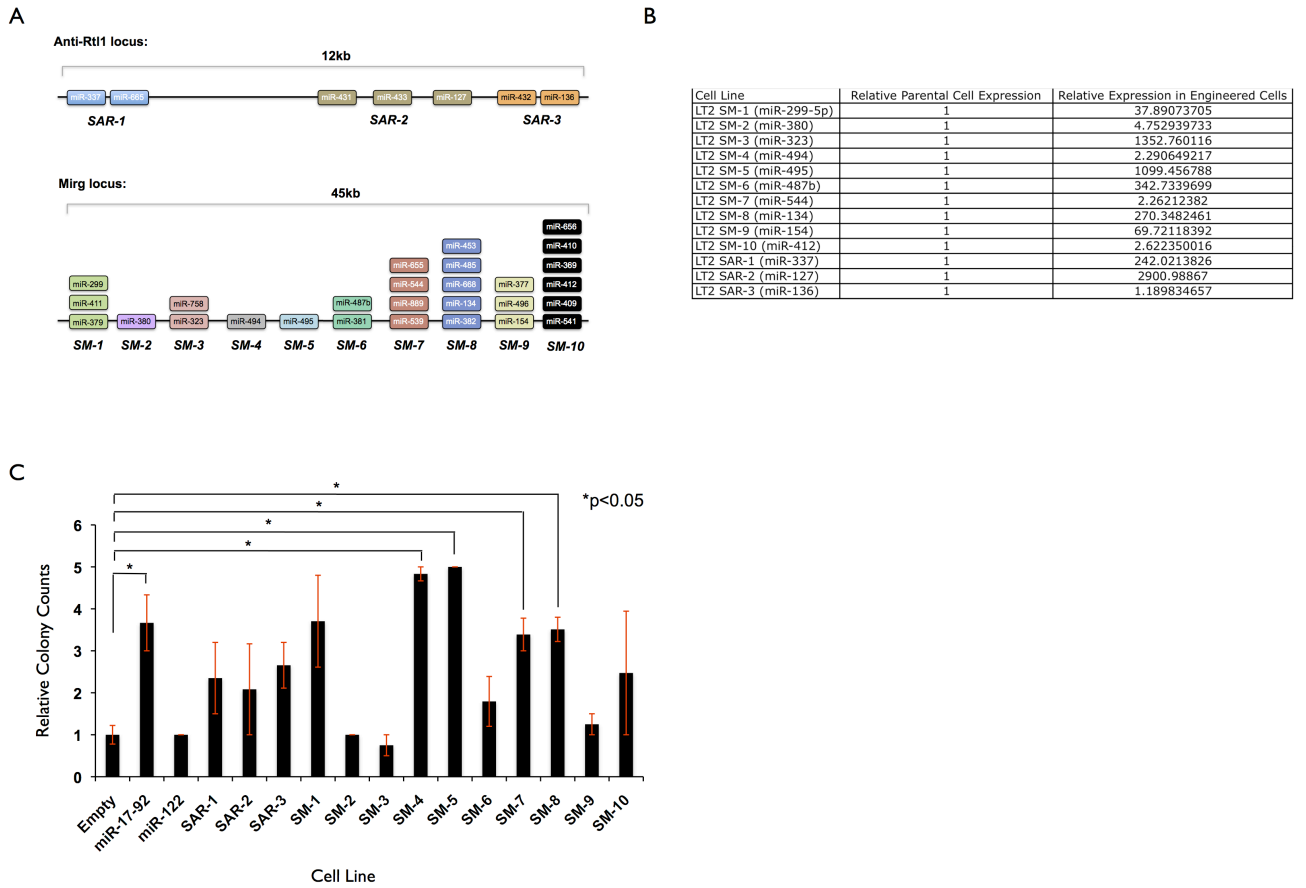 A
Anti-Rtl1 locus:
12kb
miR-337 miR-665 miR-431 miR-433 miR-127 miR-432 miR-136
SAR-1 SAR-2 SAR-3
Mirg locus:
45kb
miR-656
miR-453 miR-410
miR-655 miR-485 miR-369
miR-299 miR-544 miR-668 miR-377 miR-412
miR-411 miR-758 miR-487b miR-889 miR-134 miR-496 miR-409
miR-379 miR-380 miR-323 miR-494 miR-495 miR-381 miR-539 miR-382 miR-154 miR-541
SM-1 SM-2 SM-3 SM-4 SM-5 SM-6 SM-7 SM-8 SM-9 SM-10
B
Cell Line Relative Parental Cell Expression Relative Expression in Engineered Cells
LT2 SM-1 (miR-299-5p) 1 37.89073705
LT2 SM-2 (miR-380) 1 4.752939733
LT2 SM-3 (miR-323) 1 1352.760116
LT2 SM-4 (miR-494) 1 2.290649217
LT2 SM-5 (miR-495) 1 1099.456788
LT2 SM-6 (miR-487b) 1 342.7339699
LT2 SM-7 (miR-544) 1 2.26212382
LT2 SM-8 (miR-134) 1 270.3482461
LT2 SM-9 (miR-154) 1 69.72118392
LT2 SM-10 (miR-412) 1 2.622350016
LT2 SAR-1 (miR-337) 1 242.0213826
LT2 SAR-2 (miR-127) 1 2900.98867
LT2 SAR-3 (miR-136) 1 1.189834657
C
*p<0.05
*
*
*
*
*
Relative Colony Counts
6
5
4
3
2
1
0
Empty miR-17-92 miR-122 SAR-1 SAR-2 SAR-3 SM-1 SM-2 SM-3 SM-4 SM-5 SM-6 SM-7 SM-8 SM-9 SM-10
Cell Line